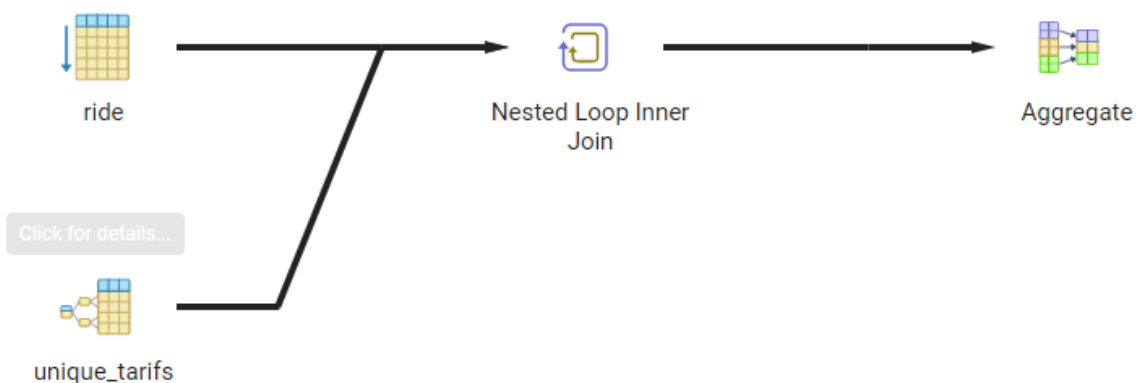 ride
Nested Loop Inner
Join
Aggregate
Click for details...
unique_tarifs